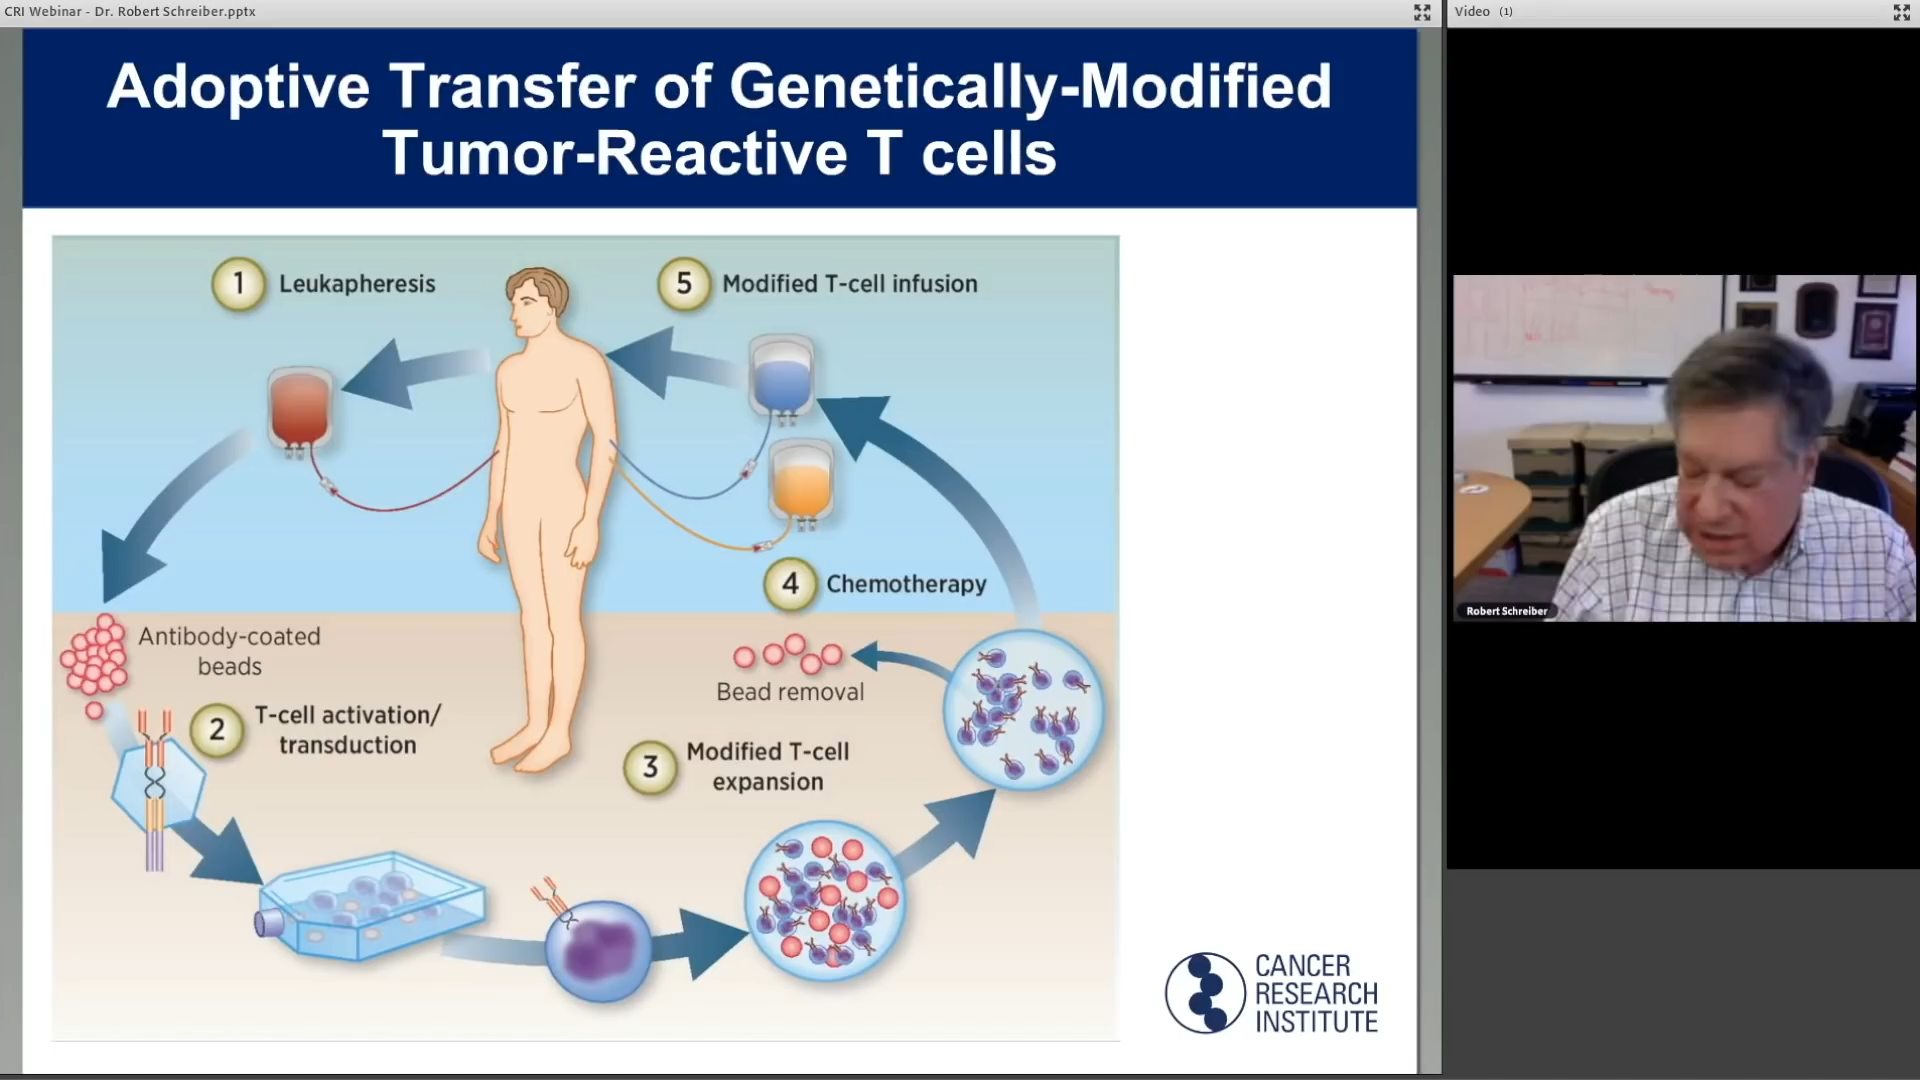 CRI Webinar - Dr. Robert Schreiber.pptx
Video (1)
Adoptive Transfer of Genetically-Modified
Tumor-Reactive T cells
1 Leukapheresis
5 Modified T-cell infusion
4 Chemotherapy
Antibody-coated
beads
2 T-cell activation/
transduction
Bead removal
3 Modified T-cell
expansion
CANCER
RESEARCH
INSTITUTE
Robert Schreiber